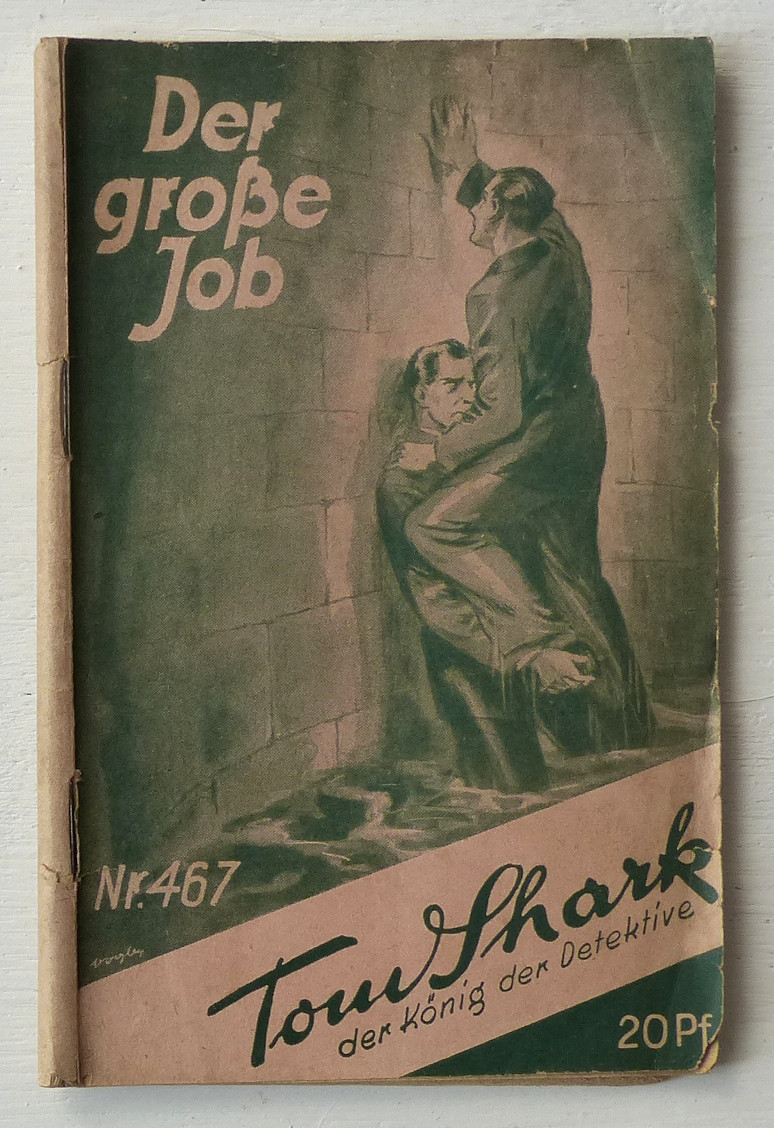 Der
große
Job
Nr. 467
Tom Shark
der König der Detektive
20 Pf